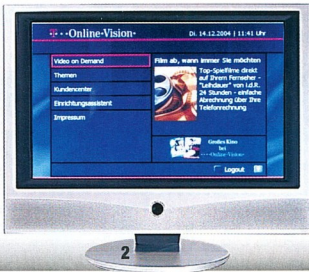 T··Online-Vision·
Di. 14.12.2004 | 11:41 Uhr
Video on Demand
Themen
Kundencenter
Einrichtungsassistent
Impressum
Film ab, wann immer Sie möchten
Top-Spielfilme direkt
auf Ihrem Fernseher -
"Leihdauer" von i.d.R.
24 Stunden - einfache
Abrechnung über Ihre
Telefonrechnung
Großes Kino
bei
T··Online-Vision·
Logout
2